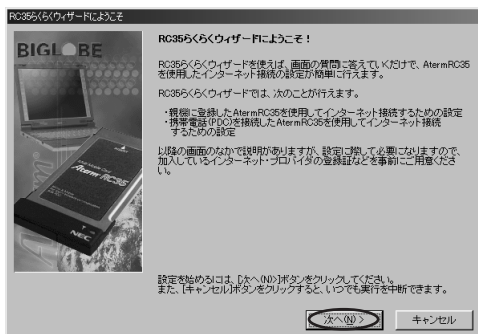 RC35らくらくウィザードにようこそ
BIGLOBE
AtermRC35
NEC
RC35らくらくウィザードにようこそ！
RC35らくらくウィザードを使えば、画面の質問に答えていくだけで、AtermRC35
を使用したインターネット接続の設定が簡単に行えます。
RC35らくらくウィザードでは、次のことが行えます。
・親機に登録したAtermRC35を使用してインターネット接続するための設定
・携帯電話(PDC)を接続したAtermRC35を使用してインターネット接続
するための設定
以降の画面のなかで説明がありますが、設定に際して必要になりますので、
加入しているインターネット・プロバイダの登録証などを事前にご用意くださ
い。
設定を始めるには、[次へ(N)>]ボタンをクリックしてください。
また、[キャンセル]ボタンをクリックすると、いつでも実行を中断できます。
次へ(N)>
キャンセル